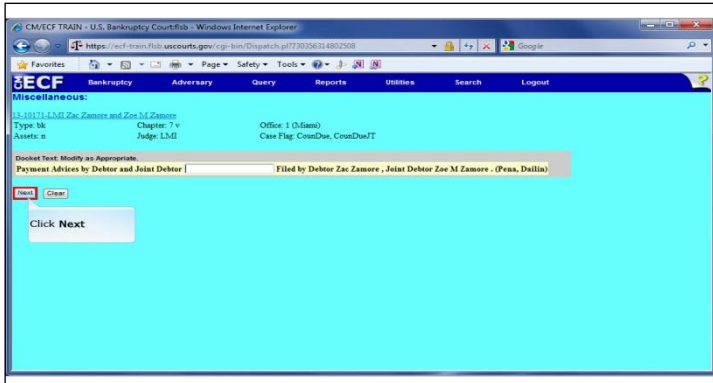 CM/ECF TRAIN - U.S. Bankruptcy Court:flsb - Windows Internet Explorer
https://ecf-train.flsb.uscourts.gov/cgi-bin/Dispatch.pl?730356314802508
Google
Favorites Page Safety Tools
ECF Bankruptcy Adversary Query Reports Utilities Search Logout ?
Miscellaneous:
13-10171-LMI Zac Zamore and Zoe M Zamore
Type: bk Chapter: 7 v Office: 1 (Miami)
Assets: n Judge: LMI Case Flag: CounDue, CounDueJT
Docket Text: Modify as Appropriate.
Payment Advices by Debtor and Joint Debtor Filed by Debtor Zac Zamore , Joint Debtor Zoe M Zamore . (Pena, Dailin)
Next Clear
Click Next